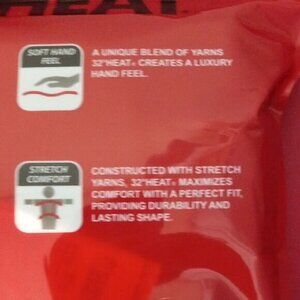 HEAT
SOFT HAND
FEEL
A UNIQUE BLEND OF YARNS
32°HEAT® CREATES A LUXURY
HAND FEEL.
STRETCH
COMFORT
CONSTRUCTED WITH STRETCH
YARNS, 32°HEAT® MAXIMIZES
COMFORT WITH A PERFECT FIT,
PROVIDING DURABILITY AND
LASTING SHAPE.